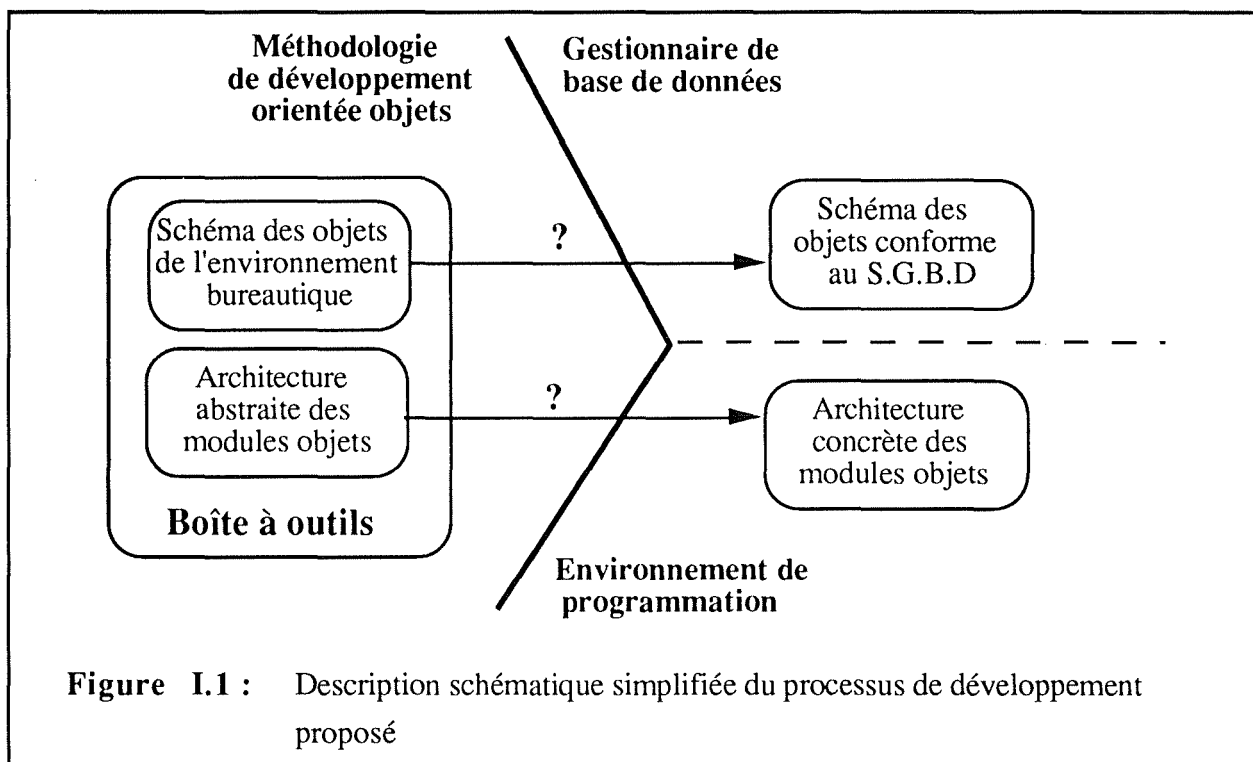 Méthodologie
de développement
orientée objets
Gestionnaire de
base de données
Schéma des objets
de l'environnement
bureautique
?
Schéma des
objets conforme
au S.G.B.D
Architecture
abstraite des
modules objets
?
Architecture
concrète des
modules objets
Boîte à outils
Environnement de
programmation
Figure I.1 : Description schématique simplifiée du processus de développement
proposé